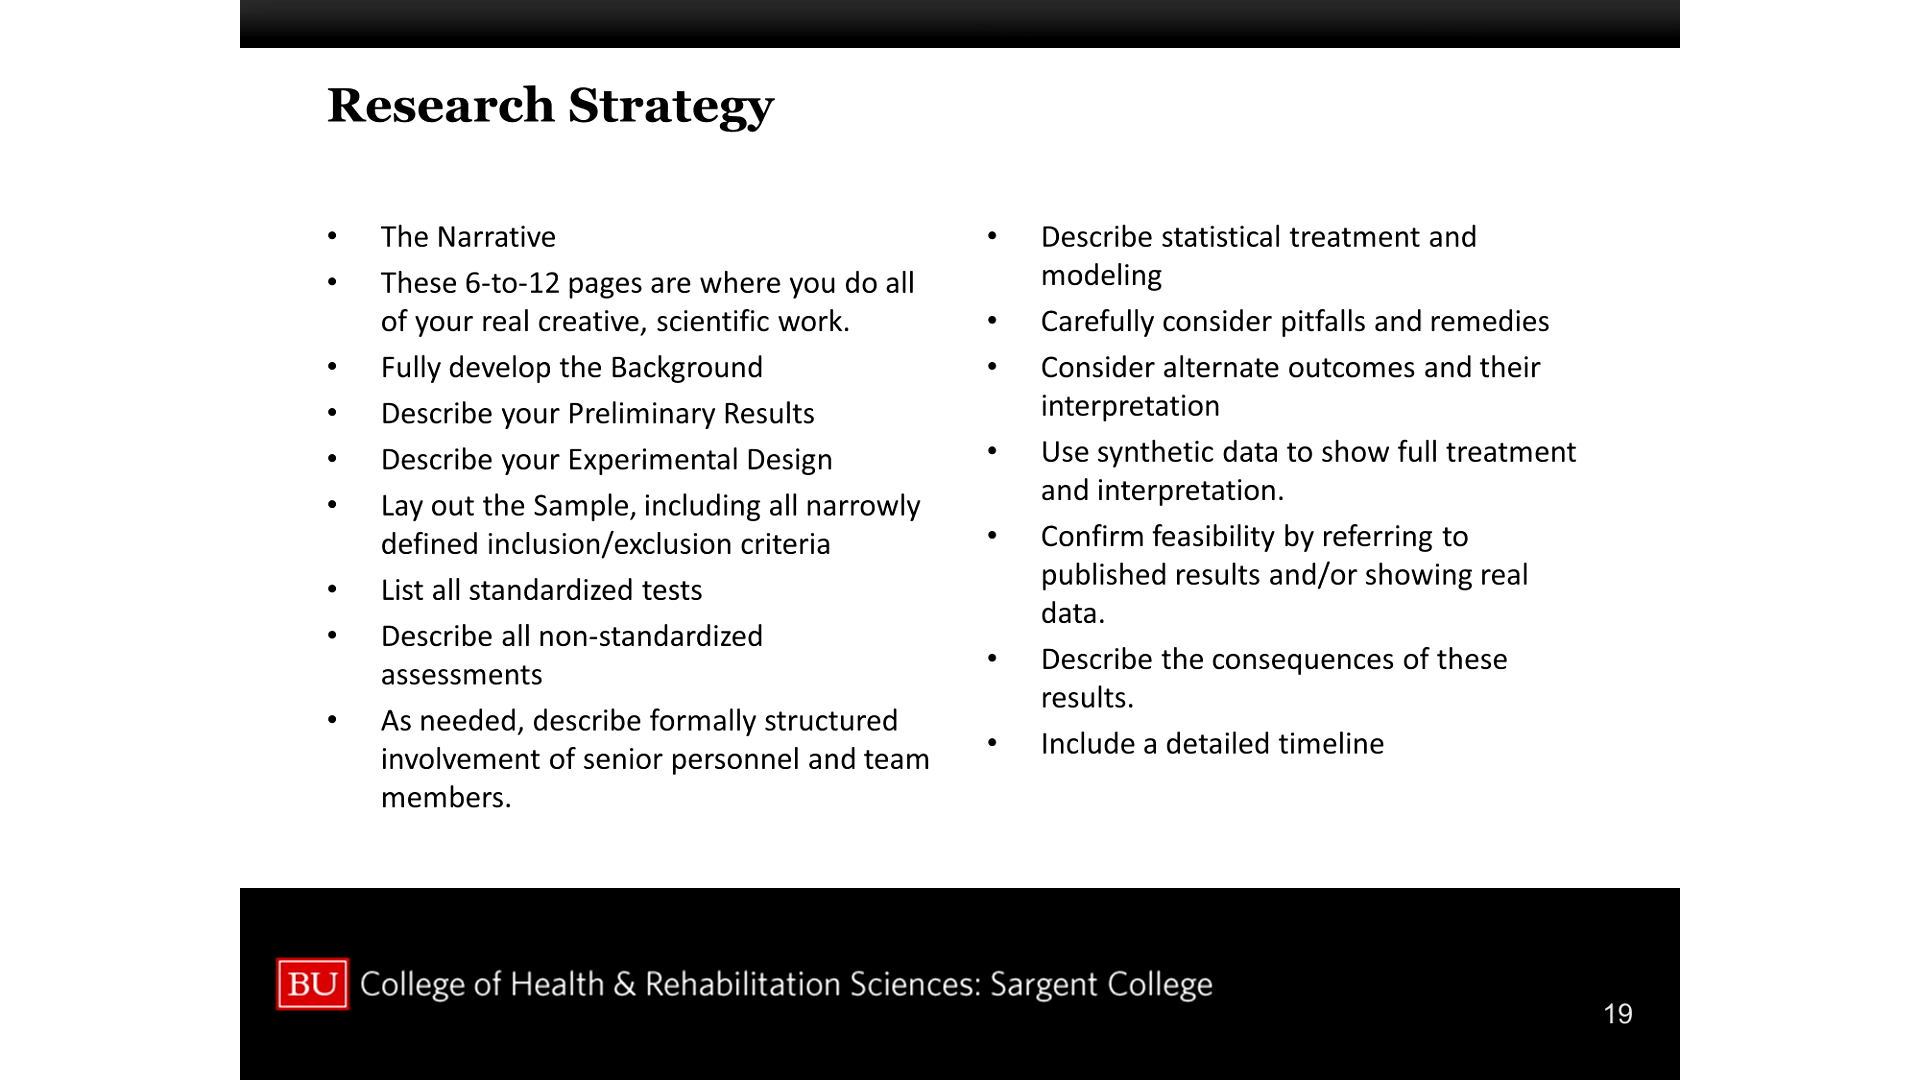 Research Strategy
• The Narrative
• These 6-to-12 pages are where you do all
of your real creative, scientific work.
• Fully develop the Background
• Describe your Preliminary Results
• Describe your Experimental Design
• Lay out the Sample, including all narrowly
defined inclusion/exclusion criteria
• List all standardized tests
• Describe all non-standardized
assessments
• As needed, describe formally structured
involvement of senior personnel and team
members.
• Describe statistical treatment and
modeling
• Carefully consider pitfalls and remedies
• Consider alternate outcomes and their
interpretation
• Use synthetic data to show full treatment
and interpretation.
• Confirm feasibility by referring to
published results and/or showing real
data.
• Describe the consequences of these
results.
• Include a detailed timeline
BU College of Health & Rehabilitation Sciences: Sargent College
19